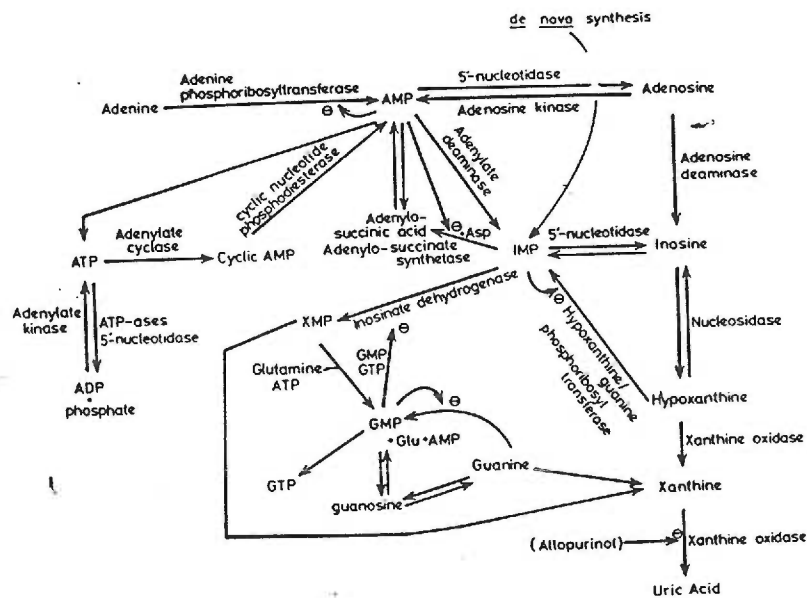 de novo synthesis
Adenine
phosphoribosyltransferase
5'-nucleotidase
Adenine
AMP
Adenosine
⊖
Adenosine kinase
cyclic nucleotide
phosphodiesterase
Adenylate
deaminase
Adenosine
deaminase
Adenylo-
succinic acid
⊖
+Asp
Adenylo-succinate
synthetase
Adenylate
cyclase
ATP
Cyclic AMP
IMP
5'-nucleotidase
Inosine
Inosinate dehydrogenase
⊖
Hypoxanthine/
guanine
phosphoribosyl
transferase
Adenylate
kinase
ATP-ases
5'-nucleotidase
XMP
⊖
Nucleosidase
Glutamine
ATP
GMP
GTP
ADP
+
phosphate
⊖
Hypoxanthine
GMP
+Glu+AMP
Xanthine oxidase
GTP
guanosine
Guanine
Xanthine
(Allopurinol)
⊖
Xanthine oxidase
Uric Acid